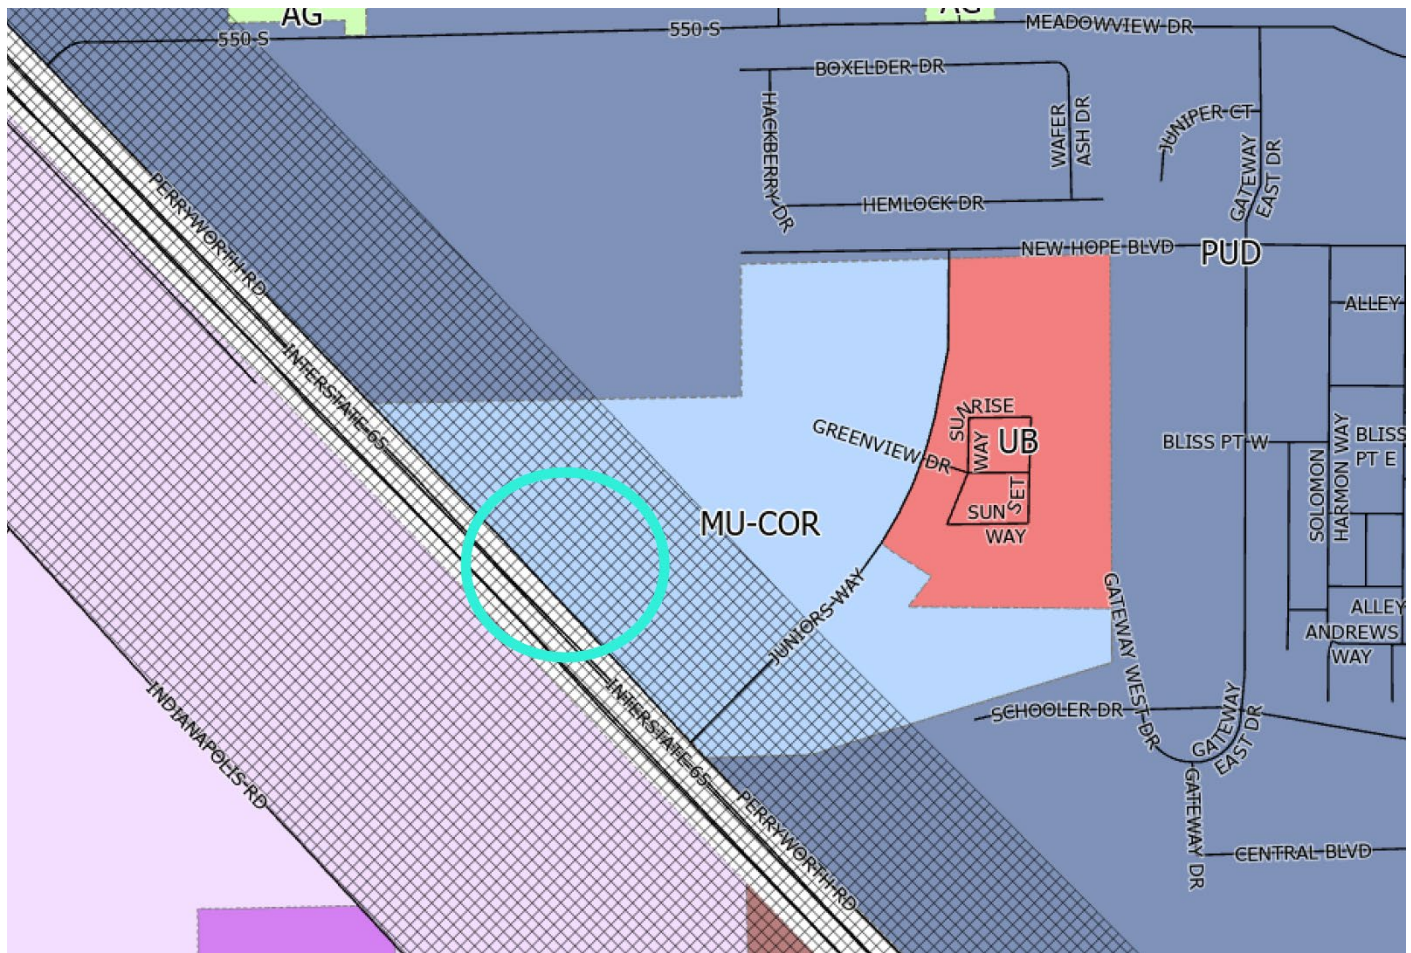 AG
AG
550 S
550 S
MEADOWVIEW DR
BOXELDER DR
HACKBERRY DR
WAFER
ASH DR
JUNIPER CT
GATEWAY
EAST DR
HEMLOCK DR
PERRYWORTH RD
NEW HOPE BLVD
PUD
ALLEY
INTERSTATE 65
SUNRISE
WAY
GREENVIEW DR
UB
BLISS PT W
BLISS
PT E
SOLOMON
HARMON WAY
SUN
SET
WAY
MU-COR
JUNIORS WAY
GATEWAY WEST DR
ALLEY
ANDREWS
WAY
INDIANAPOLIS RD
INTERSTATE 65
SCHOOLER DR
GATEWAY
EAST DR
PERRYWORTH RD
GATEWAY DR
CENTRAL BLVD